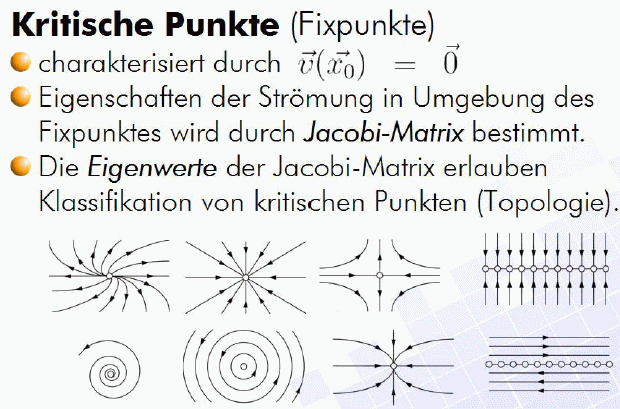 Kritische Punkte (Fixpunkte)
charakterisiert durch v⃗(x⃗₀) = 0⃗
Eigenschaften der Strömung in Umgebung des
Fixpunktes wird durch Jacobi-Matrix bestimmt.
Die Eigenwerte der Jacobi-Matrix erlauben
Klassifikation von kritischen Punkten (Topologie).